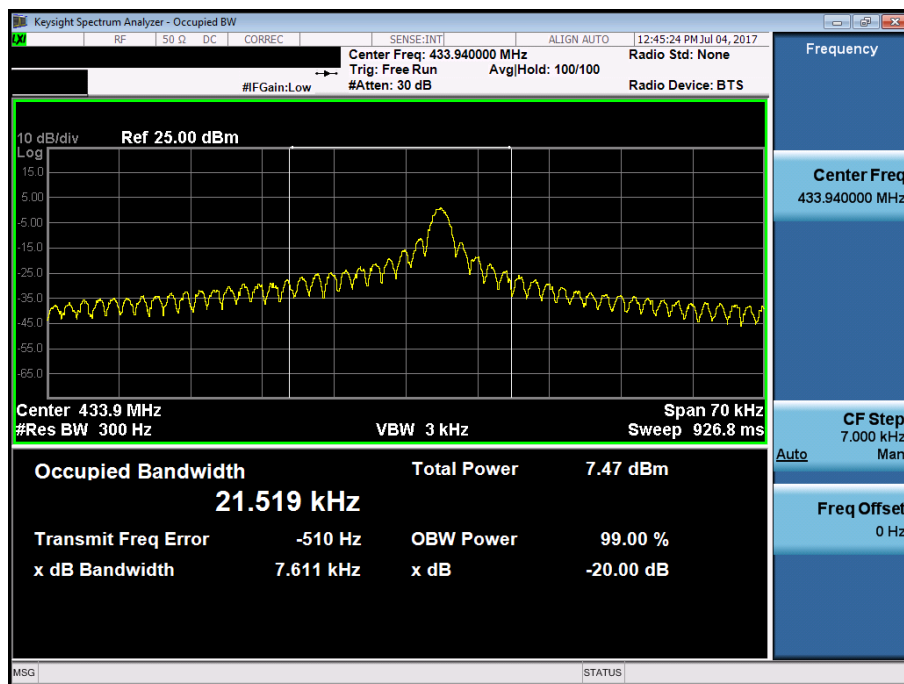 Keysight Spectrum Analyzer - Occupied BW
LXI RF 50 Ω DC CORREC SENSE:INT ALIGN AUTO 12:45:24 PM Jul 04, 2017
Center Freq: 433.940000 MHz Radio Std: None
Trig: Free Run Avg|Hold: 100/100
#IFGain:Low #Atten: 30 dB Radio Device: BTS
10 dB/div Ref 25.00 dBm
Log
15.0
5.00
-5.00
-15.0
-25.0
-35.0
-45.0
-55.0
-65.0
Center 433.9 MHz Span 70 kHz
#Res BW 300 Hz VBW 3 kHz Sweep 926.8 ms
Occupied Bandwidth Total Power 7.47 dBm
21.519 kHz
Transmit Freq Error -510 Hz OBW Power 99.00 %
x dB Bandwidth 7.611 kHz x dB -20.00 dB
MSG STATUS
Frequency
Center Freq
433.940000 MHz
CF Step
7.000 kHz
Auto Man
Freq Offset
0 Hz